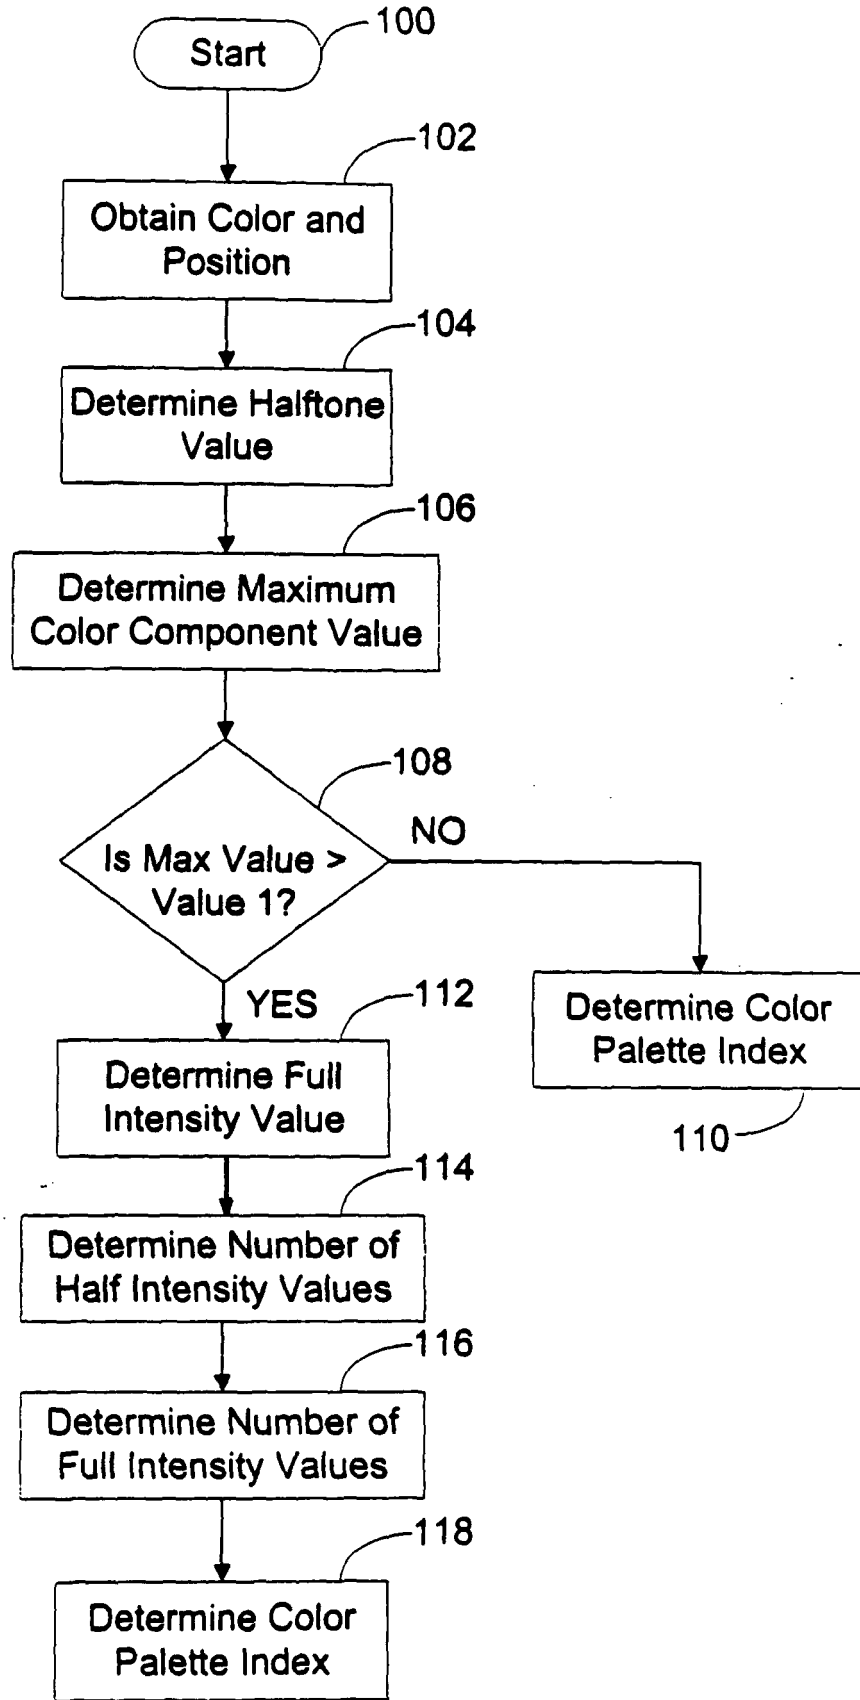 100
Start
102
Obtain Color and
Position
104
Determine Halftone
Value
106
Determine Maximum
Color Component Value
108
Is Max Value >
Value 1?
NO
YES
112
Determine Full
Intensity Value
Determine Color
Palette Index
110
114
Determine Number of
Half Intensity Values
116
Determine Number of
Full Intensity Values
118
Determine Color
Palette Index